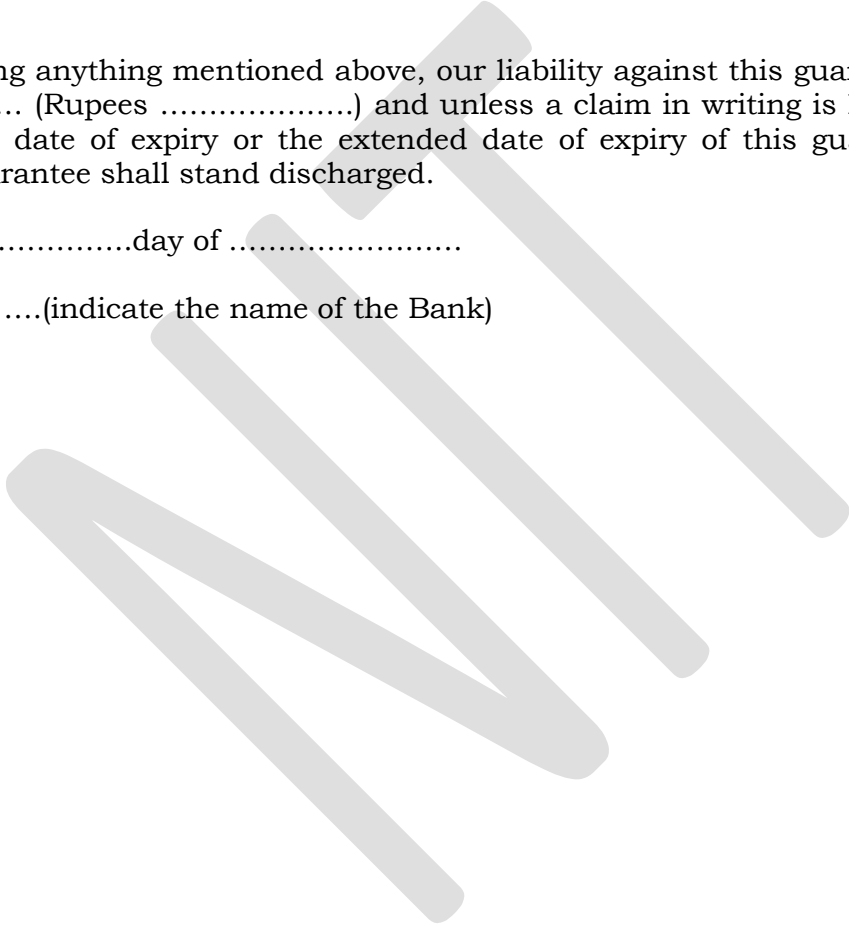 ng anything mentioned above, our liability against this guar
... (Rupees ………………..) and unless a claim in writing is
date of expiry or the extended date of expiry of this gu
rantee shall stand discharged.
……………day of ……………………
….(indicate the name of the Bank)
NIT